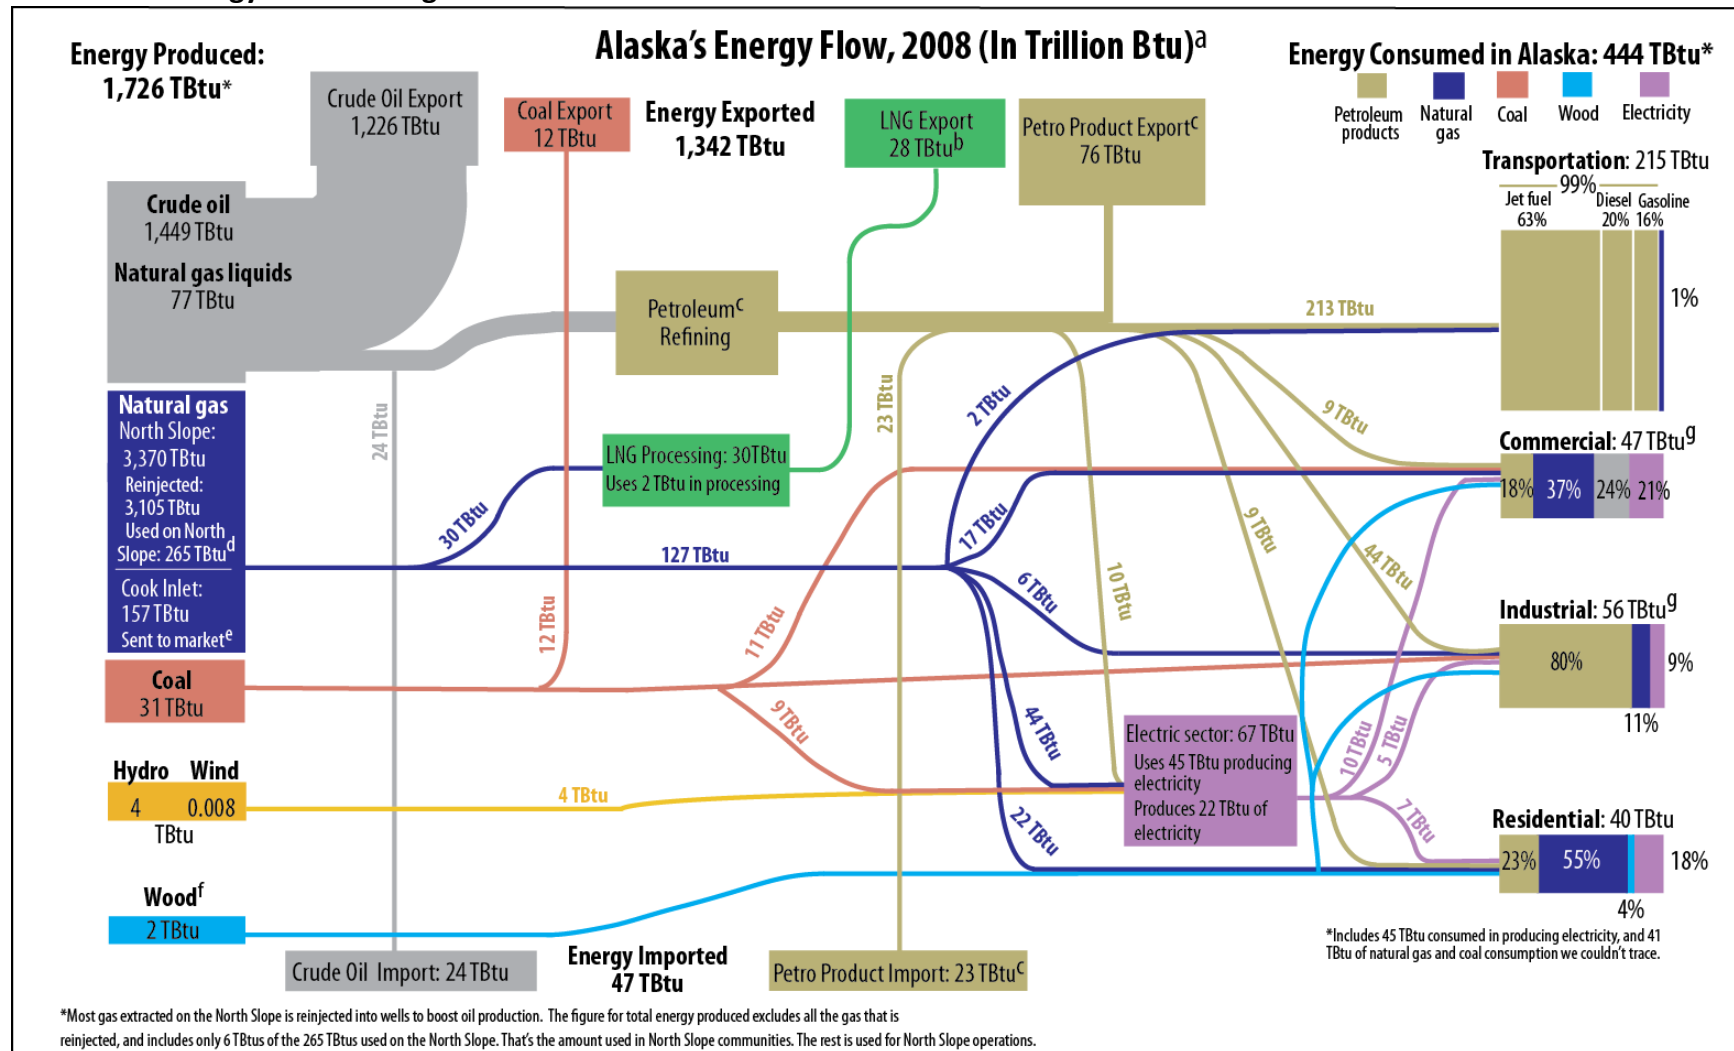 Alaska's Energy Flow, 2008 (In Trillion Btu)a
Energy Produced:
1,726 TBtu*
Crude Oil Export
1,226 TBtu
Coal Export
12 TBtu
Energy Exported
1,342 TBtu
LNG Export
28 TBtub
Petro Product Exportc
76 TBtu
Energy Consumed in Alaska: 444 TBtu*
Petroleum
products
Natural
gas
Coal
Wood
Electricity
Transportation: 215 TBtu
99%
Jet fuel
63%
Diesel
20%
Gasoline
16%
1%
Crude oil
1,449 TBtu
Natural gas liquids
77 TBtu
Petroleumc
Refining
213 TBtu
24 TBtu
23 TBtu
2 TBtu
9 TBtu
Natural gas
North Slope:
3,370 TBtu
Reinjected:
3,105 TBtu
Used on North
Slope: 265 TBtud
Cook Inlet:
157 TBtu
Sent to markete
LNG Processing: 30TBtu
Uses 2 TBtu in processing
30 TBtu
127 TBtu
17 TBtu
6 TBtu
10 TBtu
9 TBtu
44 TBtu
Commercial: 47 TBtug
18%
37%
24%
21%
Industrial: 56 TBtug
80%
9%
11%
12 TBtu
11 TBtu
Coal
31 TBtu
9 TBtu
44 TBtu
22 TBtu
Electric sector: 67 TBtu
Uses 45 TBtu producing
electricity
Produces 22 TBtu of
electricity
10 TBtu
5 TBtu
7 TBtu
Hydro Wind
4 0.008
TBtu
4 TBtu
Residential: 40 TBtu
23%
55%
18%
4%
Woodf
2 TBtu
Crude Oil Import: 24 TBtu
Energy Imported
47 TBtu
Petro Product Import: 23 TBtuc
*Includes 45 TBtu consumed in producing electricity, and 41
TBtu of natural gas and coal consumption we couldn't trace.
*Most gas extracted on the North Slope is reinjected into wells to boost oil production. The figure for total energy produced excludes all the gas that is
reinjected, and includes only 6 TBtus of the 265 TBtus used on the North Slope. That's the amount used in North Slope communities. The rest is used for North Slope operations.